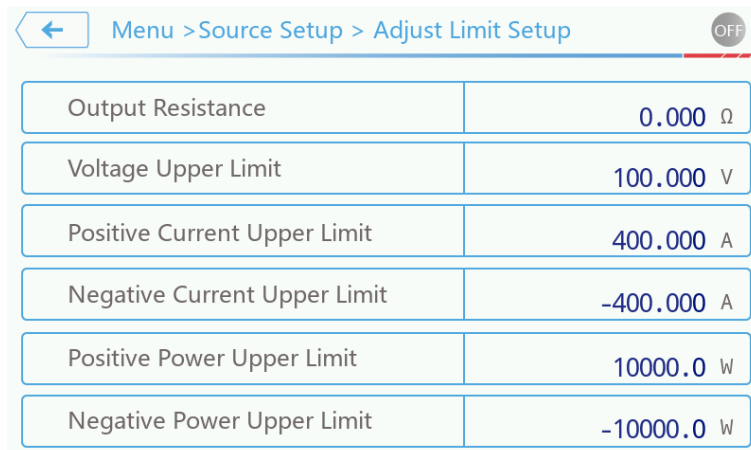 Menu >Source Setup > Adjust Limit Setup OFF
Output Resistance 0.000 Ω
Voltage Upper Limit 100.000 V
Positive Current Upper Limit 400.000 A
Negative Current Upper Limit -400.000 A
Positive Power Upper Limit 10000.0 W
Negative Power Upper Limit -10000.0 W